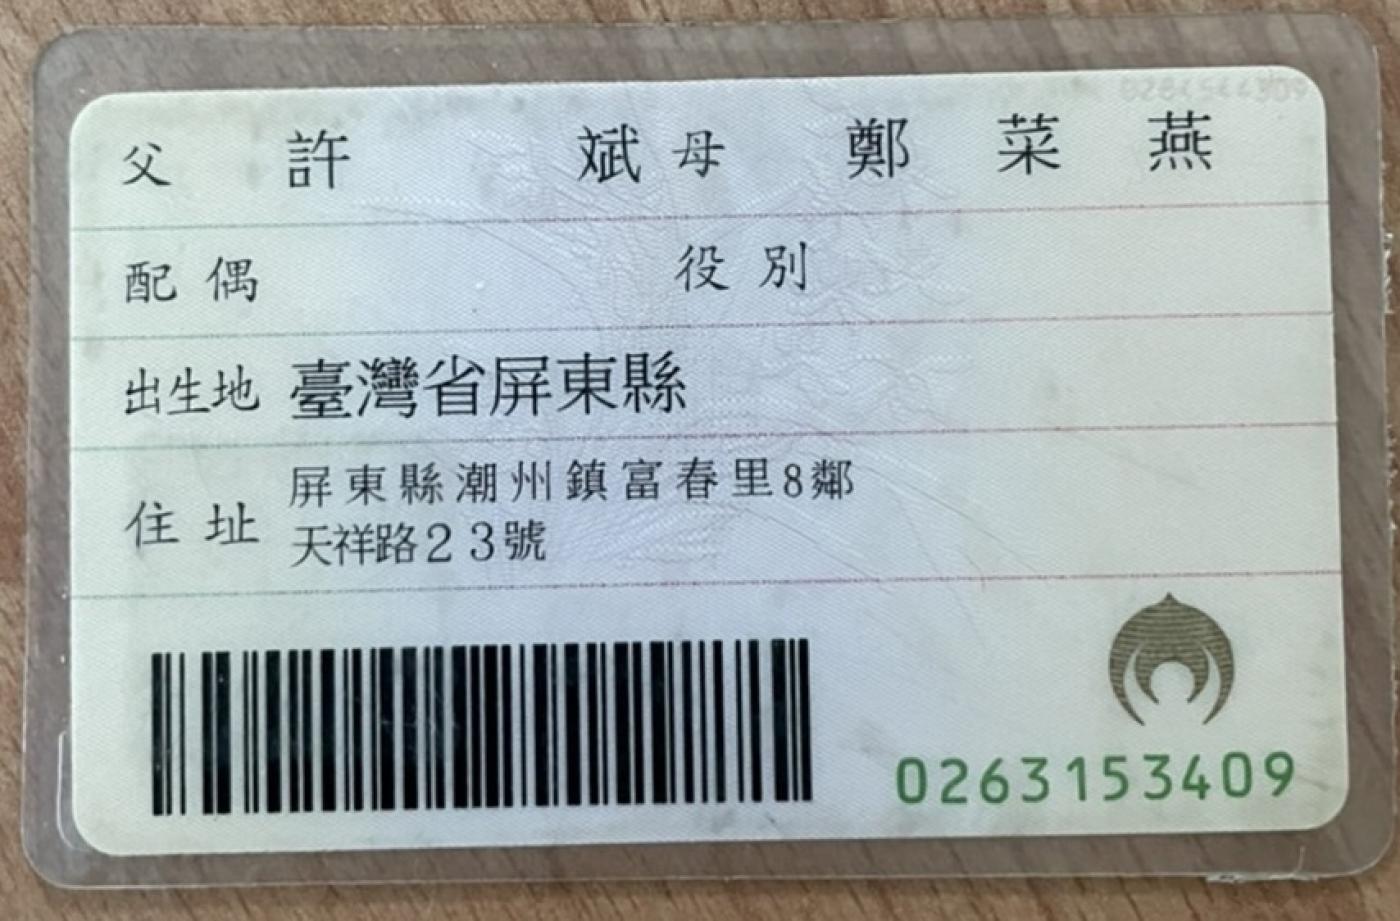 父 許 斌 母 鄭 菜 燕
配偶 役別
出生地 臺灣省屏東縣
住址 屏東縣潮州鎮富春里8鄰
天祥路23號
0263153409